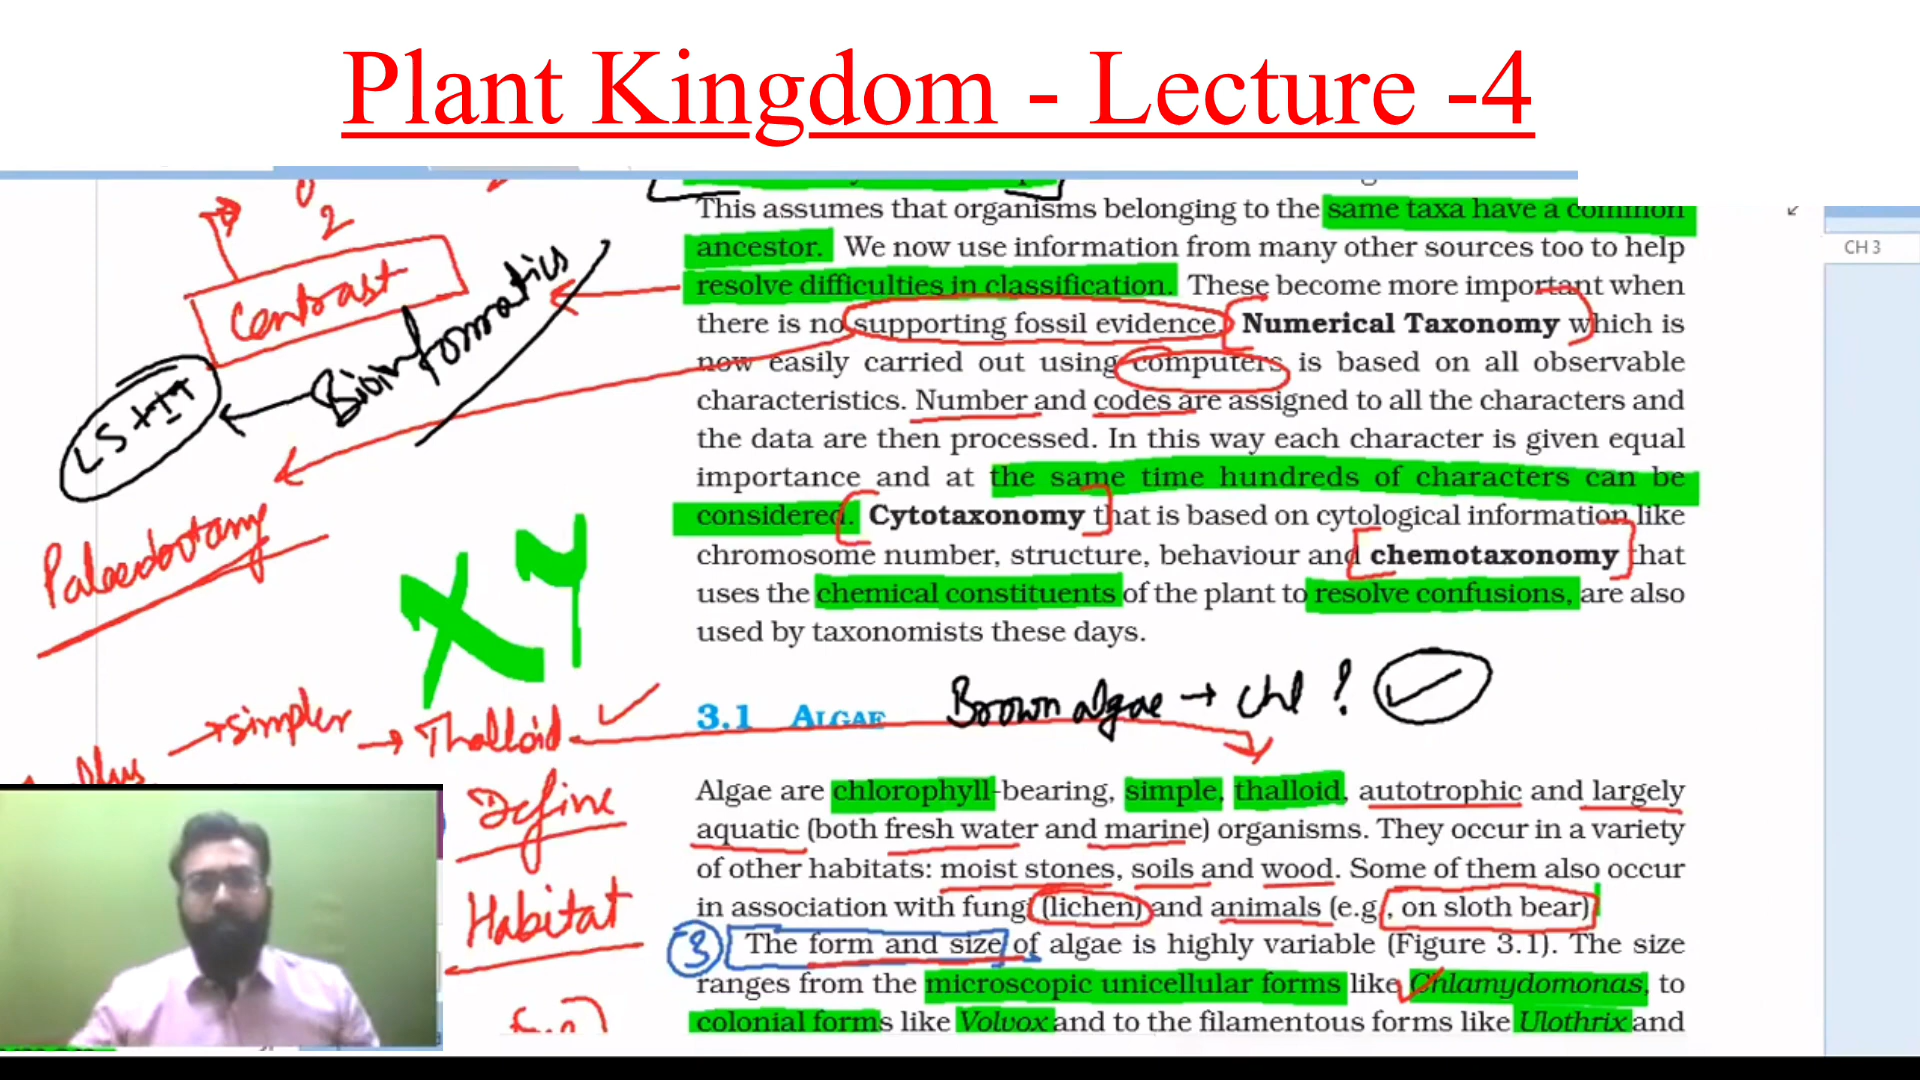 Plant Kingdom - Lecture -4
This assumes that organisms belonging to the same taxa have a common
ancestor. We now use information from many other sources too to help
resolve difficulties in classification. These become more important when
there is no supporting fossil evidence. Numerical Taxonomy which is
now easily carried out using computers is based on all observable
characteristics. Number and codes are assigned to all the characters and
the data are then processed. In this way each character is given equal
importance and at the same time hundreds of characters can be
considered. Cytotaxonomy that is based on cytological information like
chromosome number, structure, behaviour and chemotaxonomy that
uses the chemical constituents of the plant to resolve confusions, are also
used by taxonomists these days.
3.1 ALGAE
Brown algae → chl ?
Algae are chlorophyll-bearing, simple, thalloid, autotrophic and largely
aquatic (both fresh water and marine) organisms. They occur in a variety
of other habitats: moist stones, soils and wood. Some of them also occur
in association with fungi (lichen) and animals (e.g., on sloth bear)
3
The form and size of algae is highly variable (Figure 3.1). The size
ranges from the microscopic unicellular forms like Chlamydomonas, to
colonial forms like Volvox and to the filamentous forms like Ulothrix and
CH 3
2
Contrast
Bioinformatics
LS+IT
Palaeobotany
XY
→ simpler → Thalloid
Define
Habitat